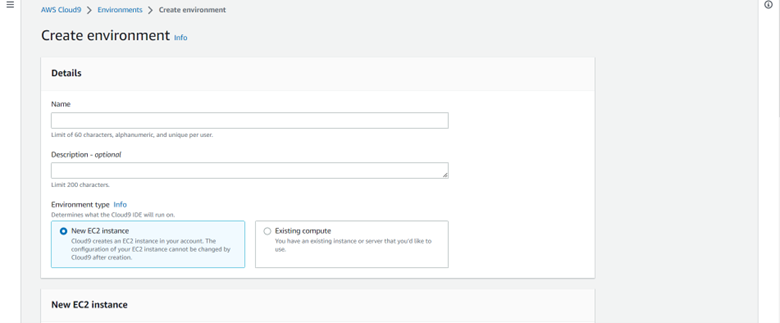 AWS Cloud9 > Environments > Create environment
Create environment Info
Details
Name
Limit of 60 characters, alphanumeric, and unique per user.
Description - optional
Limit 200 characters.
Environment type Info
Determines what the Cloud9 IDE will run on.
New EC2 instance
Cloud9 creates an EC2 instance in your account. The
configuration of your EC2 instance cannot be changed by
Cloud9 after creation.
Existing compute
You have an existing instance or server that you'd like to
use.
New EC2 instance